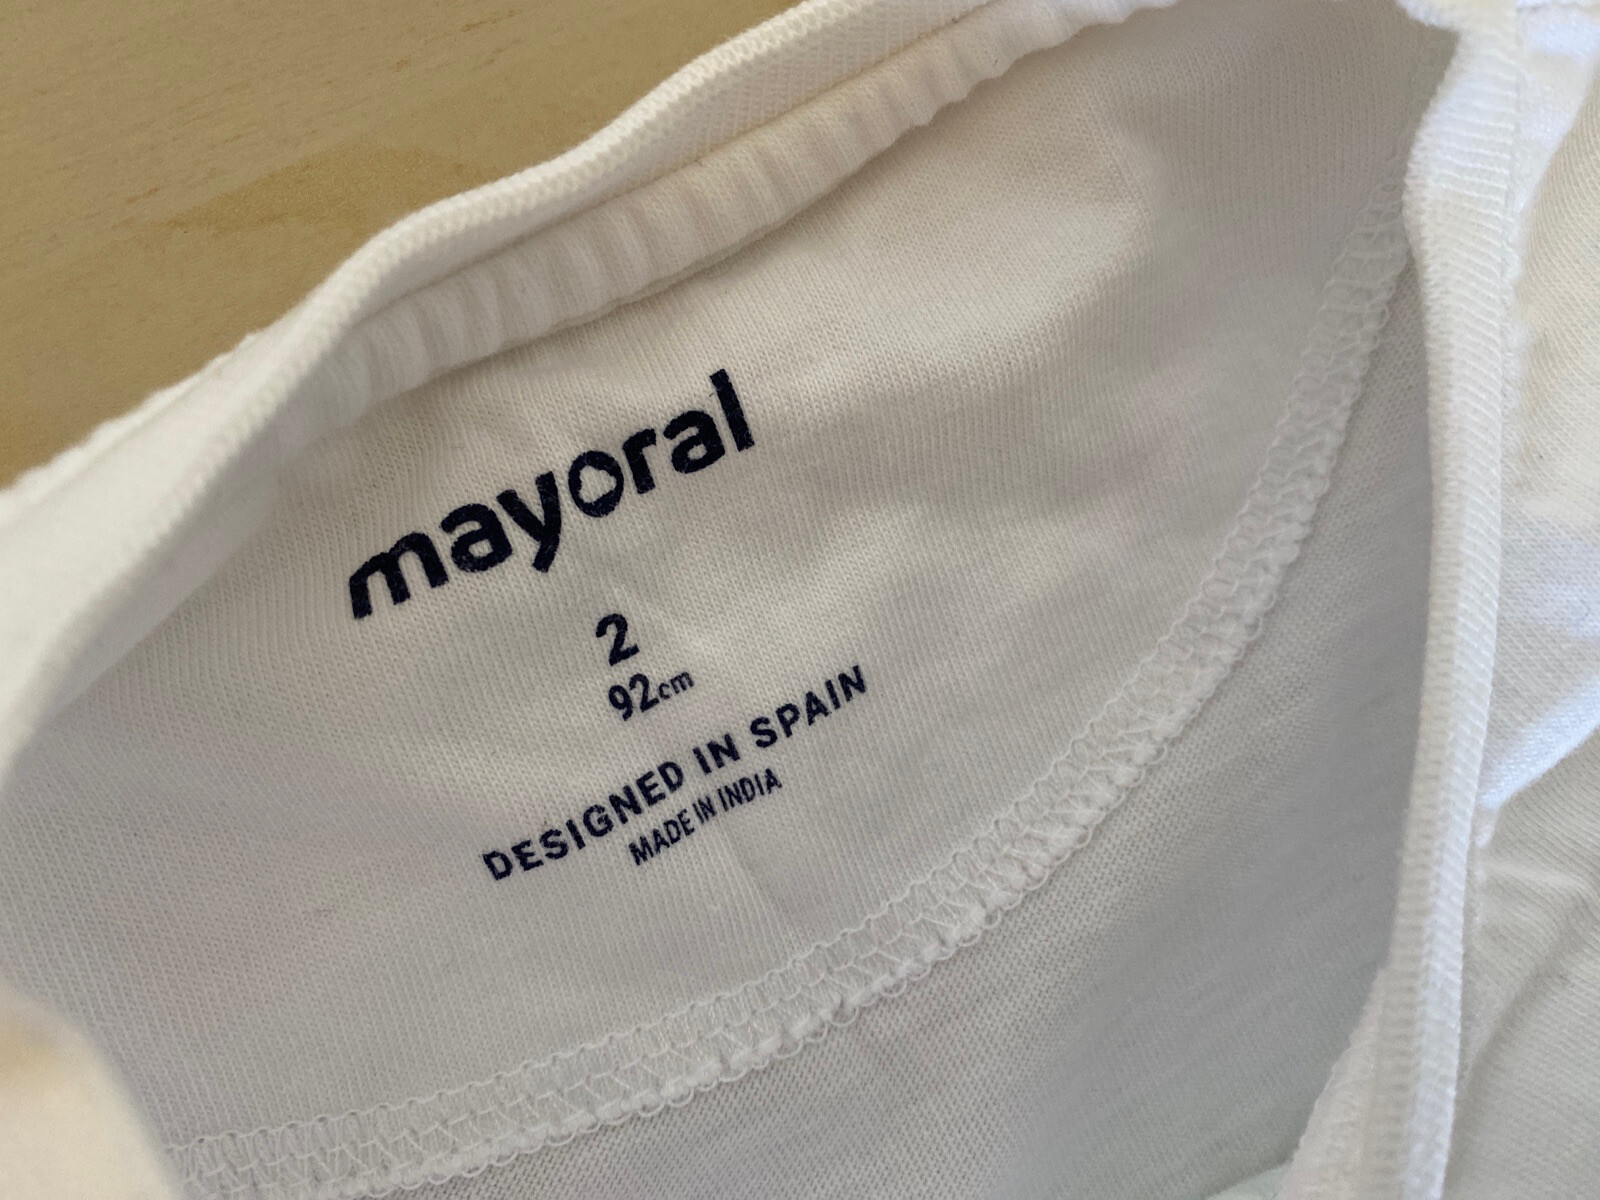 mayoral
2
92cm
DESIGNED IN SPAIN
MADE IN INDIA